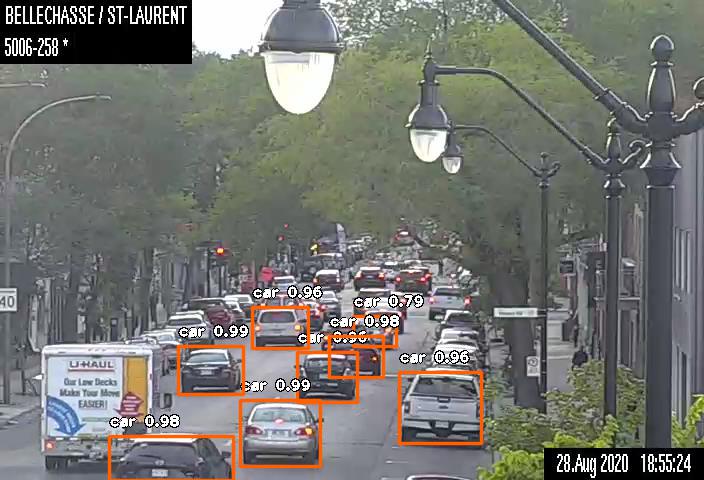 BELLECHASSE / ST-LAURENT
5006-258 *
40
car 0.96
car 0.79
car 0.98
car 0.96
car 0.99
car 0.96
U-HAUL
Our Low Decks
Make Your Move
EASIER!
car 0.99
car 0.98
28.Aug 2020 18:55:24